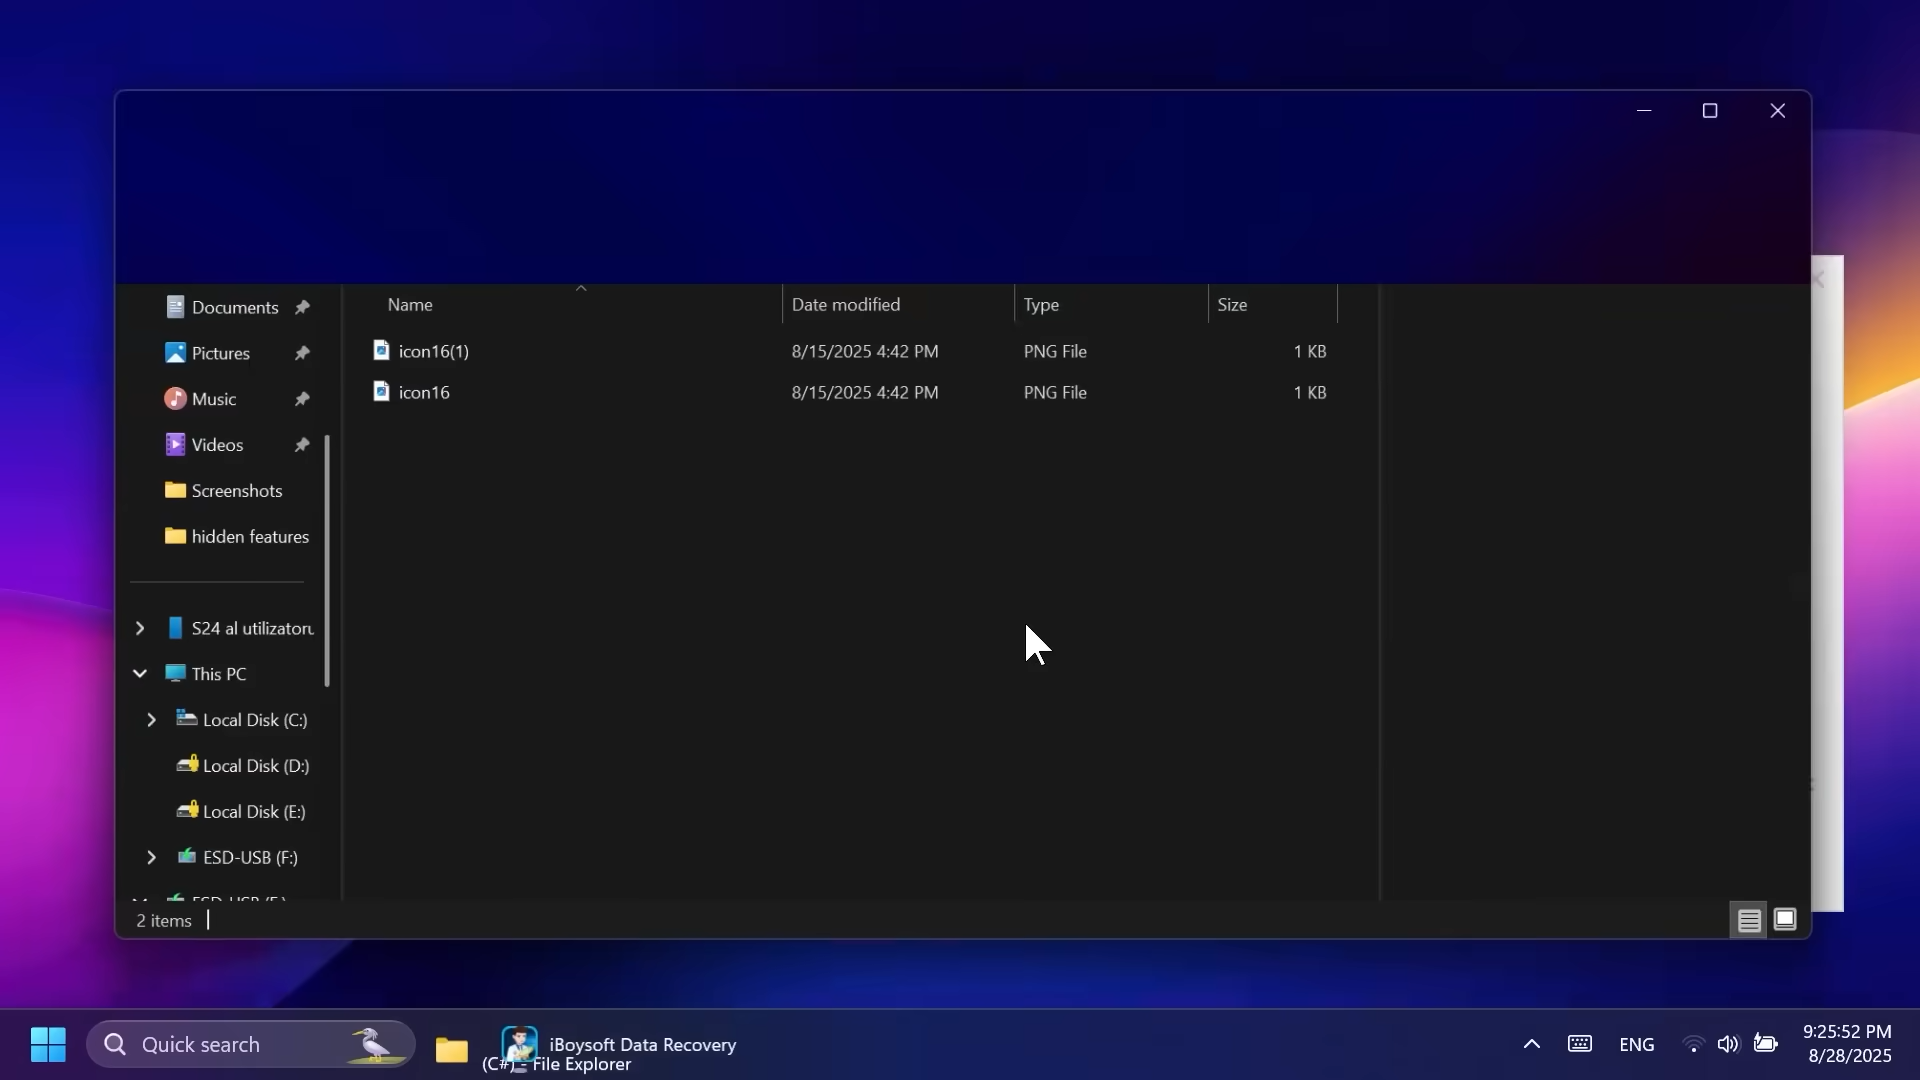 Name
Date modified
Type
Size
Documents
icon16(1)
8/15/2025 4:42 PM
PNG File
1 KB
Pictures
icon16
8/15/2025 4:42 PM
PNG File
1 KB
Music
Videos
Screenshots
hidden features
S24 al utilizatoru
This PC
Local Disk (C:)
Local Disk (D:)
Local Disk (E:)
ESD-USB (F:)
ESD-USB (F:)
2 items
Quick search
iBoysoft Data Recovery
(C#) - File Explorer
ENG
9:25:52 PM
8/28/2025